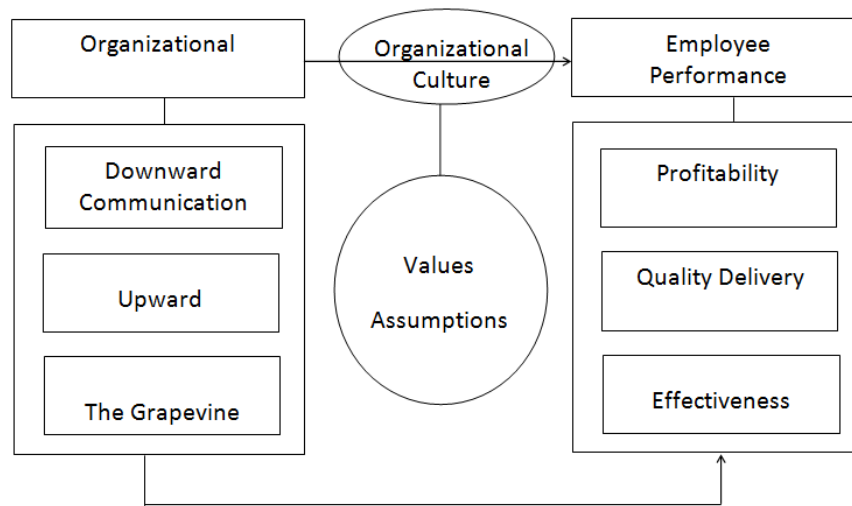 Organizational
Organizational
Culture
Employee
Performance
Downward
Communication
Upward
The Grapevine
Values
Assumptions
Profitability
Quality Delivery
Effectiveness